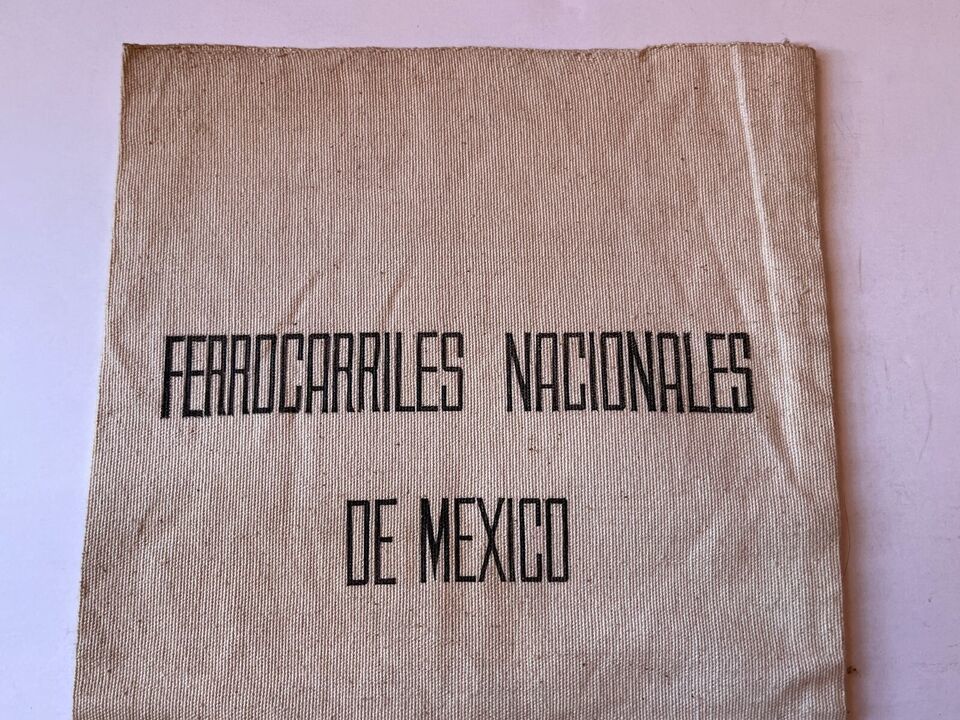 FERROCARRILES NACIONALES
DE MEXICO